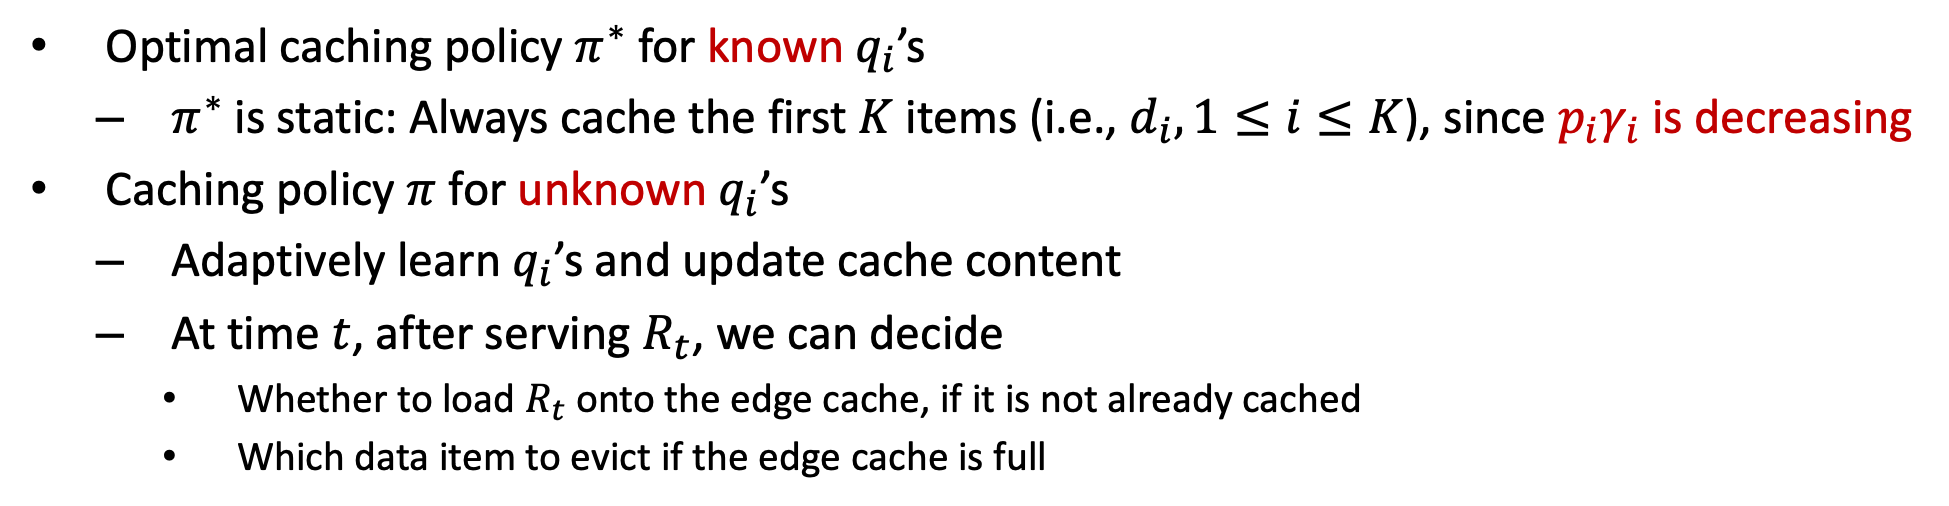 • Optimal caching policy π* for known qᵢ’s
– π* is static: Always cache the first K items (i.e., dᵢ, 1 ≤ i ≤ K), since pᵢγᵢ is decreasing
• Caching policy π for unknown qᵢ’s
– Adaptively learn qᵢ’s and update cache content
– At time t, after serving Rₜ, we can decide
• Whether to load Rₜ onto the edge cache, if it is not already cached
• Which data item to evict if the edge cache is full